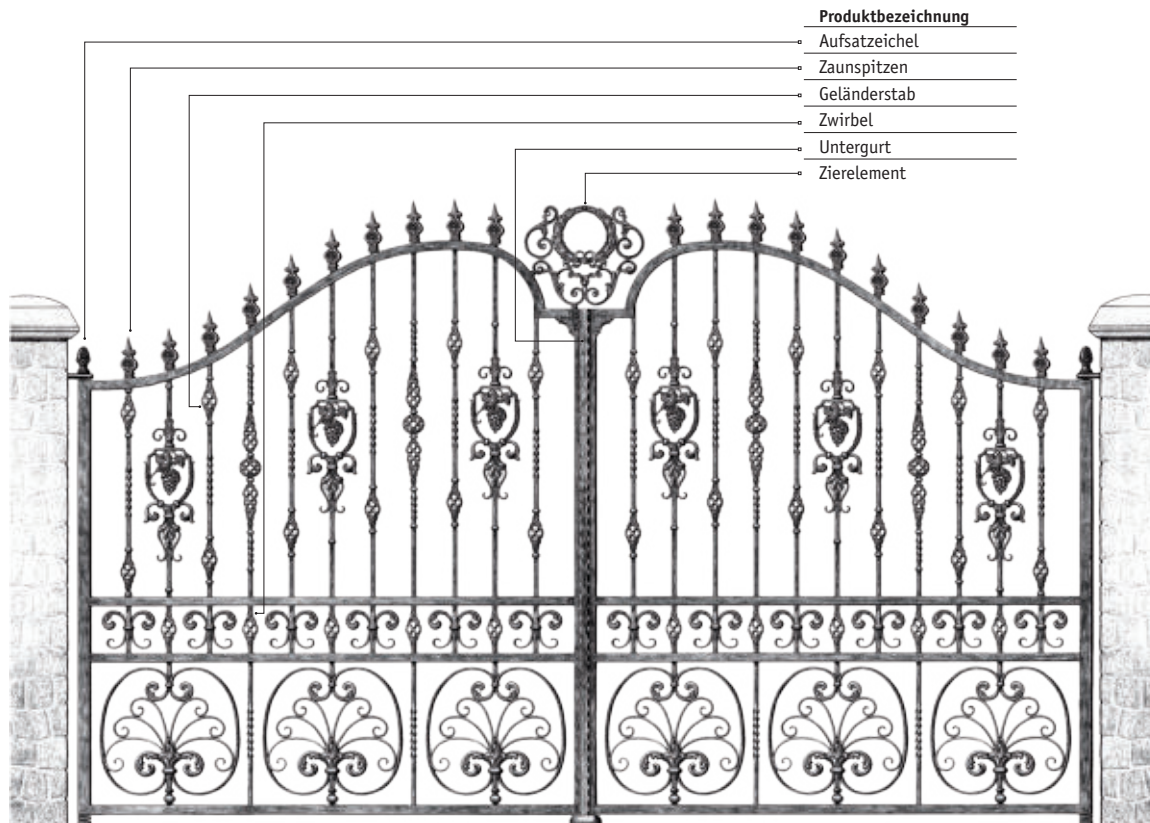 Produktbezeichnung
Aufsatzeichel
Zaunspitzen
Geländerstab
Zwirbel
Untergurt
Zierelement